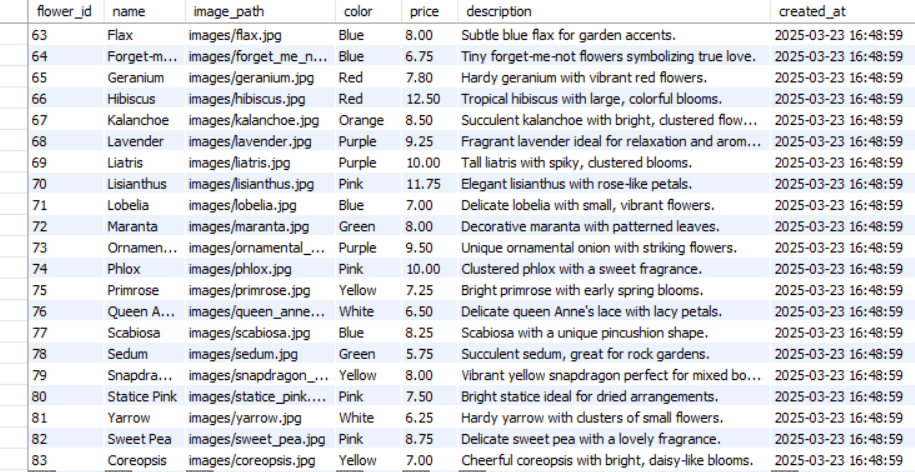 flower_id name image_path color price description created_at
63 Flax images/flax.jpg Blue 8.00 Subtle blue flax for garden accents. 2025-03-23 16:48:59
64 Forget-m... images/forget_me_n... Blue 6.75 Tiny forget-me-not flowers symbolizing true love. 2025-03-23 16:48:59
65 Geranium images/geranium.jpg Red 7.80 Hardy geranium with vibrant red flowers. 2025-03-23 16:48:59
66 Hibiscus images/hibiscus.jpg Red 12.50 Tropical hibiscus with large, colorful blooms. 2025-03-23 16:48:59
67 Kalanchoe images/kalanchoe.jpg Orange 8.50 Succulent kalanchoe with bright, clustered flow... 2025-03-23 16:48:59
68 Lavender images/lavender.jpg Purple 9.25 Fragrant lavender ideal for relaxation and arom... 2025-03-23 16:48:59
69 Liatris images/liatris.jpg Purple 10.00 Tall liatris with spiky, clustered blooms. 2025-03-23 16:48:59
70 Lisianthus images/lisianthus.jpg Pink 11.75 Elegant lisianthus with rose-like petals. 2025-03-23 16:48:59
71 Lobelia images/lobelia.jpg Blue 7.00 Delicate lobelia with small, vibrant flowers. 2025-03-23 16:48:59
72 Maranta images/maranta.jpg Green 8.00 Decorative maranta with patterned leaves. 2025-03-23 16:48:59
73 Ornamen... images/ornamental_... Purple 9.50 Unique ornamental onion with striking flowers. 2025-03-23 16:48:59
74 Phlox images/phlox.jpg Pink 10.00 Clustered phlox with a sweet fragrance. 2025-03-23 16:48:59
75 Primrose images/primrose.jpg Yellow 7.25 Bright primrose with early spring blooms. 2025-03-23 16:48:59
76 Queen A... images/queen_anne... White 6.50 Delicate queen Anne's lace with lacy petals. 2025-03-23 16:48:59
77 Scabiosa images/scabiosa.jpg Blue 8.25 Scabiosa with a unique pincushion shape. 2025-03-23 16:48:59
78 Sedum images/sedum.jpg Green 5.75 Succulent sedum, great for rock gardens. 2025-03-23 16:48:59
79 Snapdra... images/snapdragon_... Yellow 8.00 Vibrant yellow snapdragon perfect for mixed bo... 2025-03-23 16:48:59
80 Statice Pink images/statice_pink.... Pink 7.50 Bright statice ideal for dried arrangements. 2025-03-23 16:48:59
81 Yarrow images/yarrow.jpg White 6.25 Hardy yarrow with clusters of small flowers. 2025-03-23 16:48:59
82 Sweet Pea images/sweet_pea.jpg Pink 8.75 Delicate sweet pea with a lovely fragrance. 2025-03-23 16:48:59
83 Coreopsis images/coreopsis.jpg Yellow 7.00 Cheerful coreopsis with bright, daisy-like blooms. 2025-03-23 16:48:59